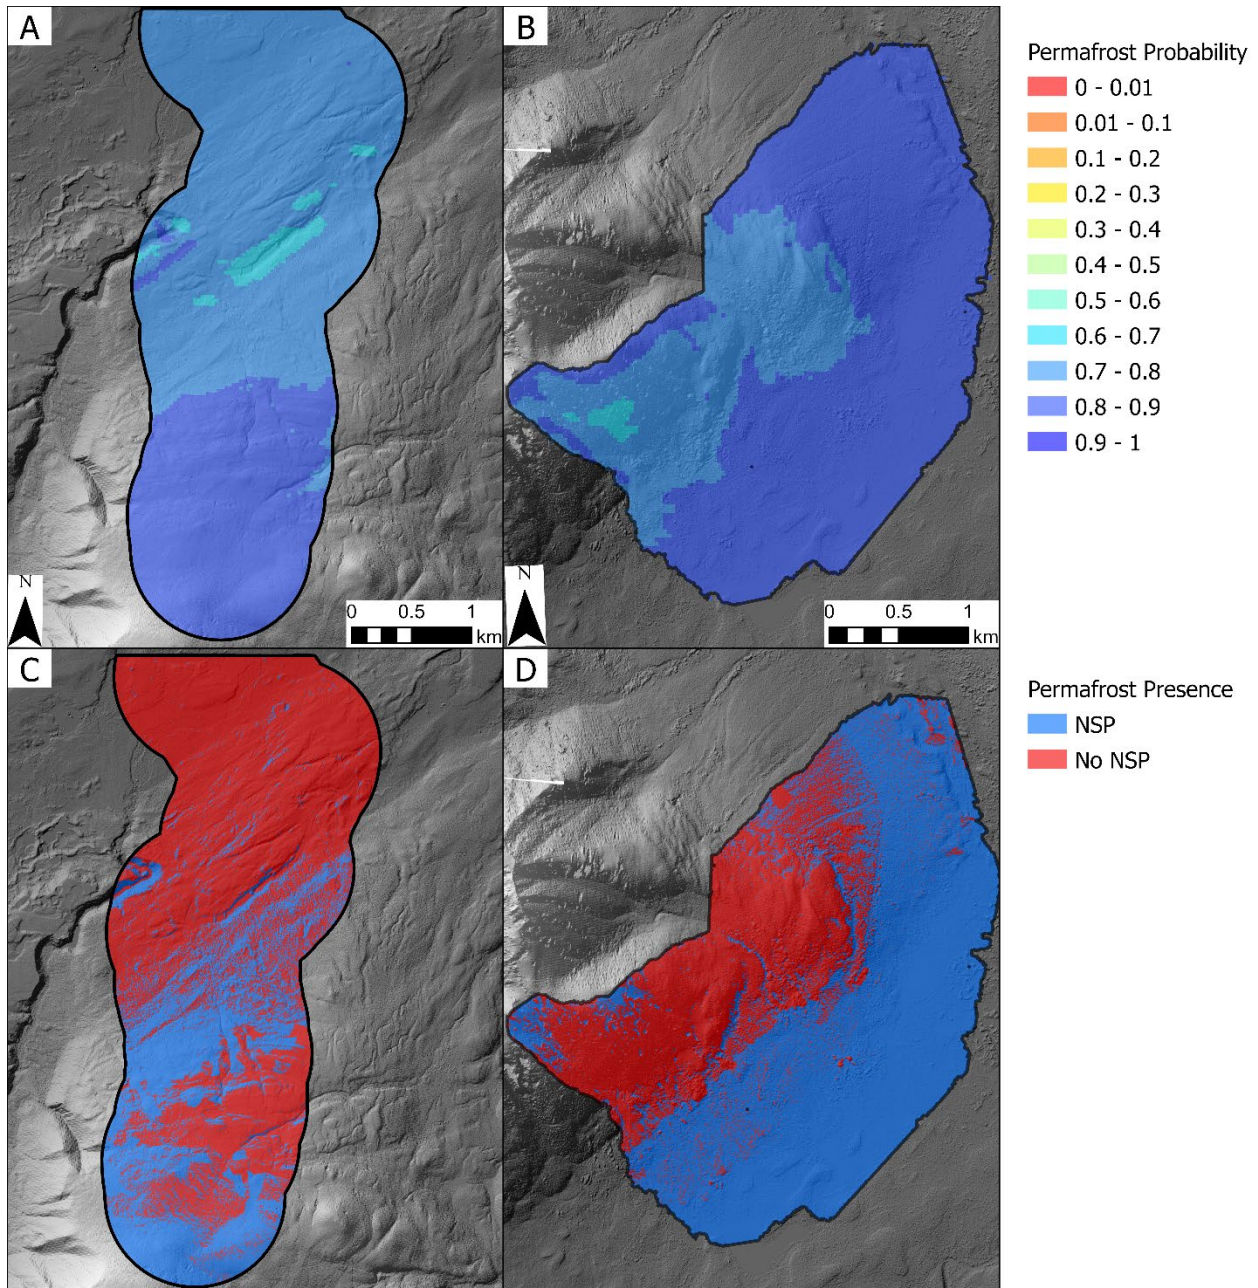 A
B
Permafrost Probability
0 - 0.01
0.01 - 0.1
0.1 - 0.2
0.2 - 0.3
0.3 - 0.4
0.4 - 0.5
0.5 - 0.6
0.6 - 0.7
0.7 - 0.8
0.8 - 0.9
0.9 - 1
N
0 0.5 1
km
N
0 0.5 1
km
C
D
Permafrost Presence
NSP
No NSP